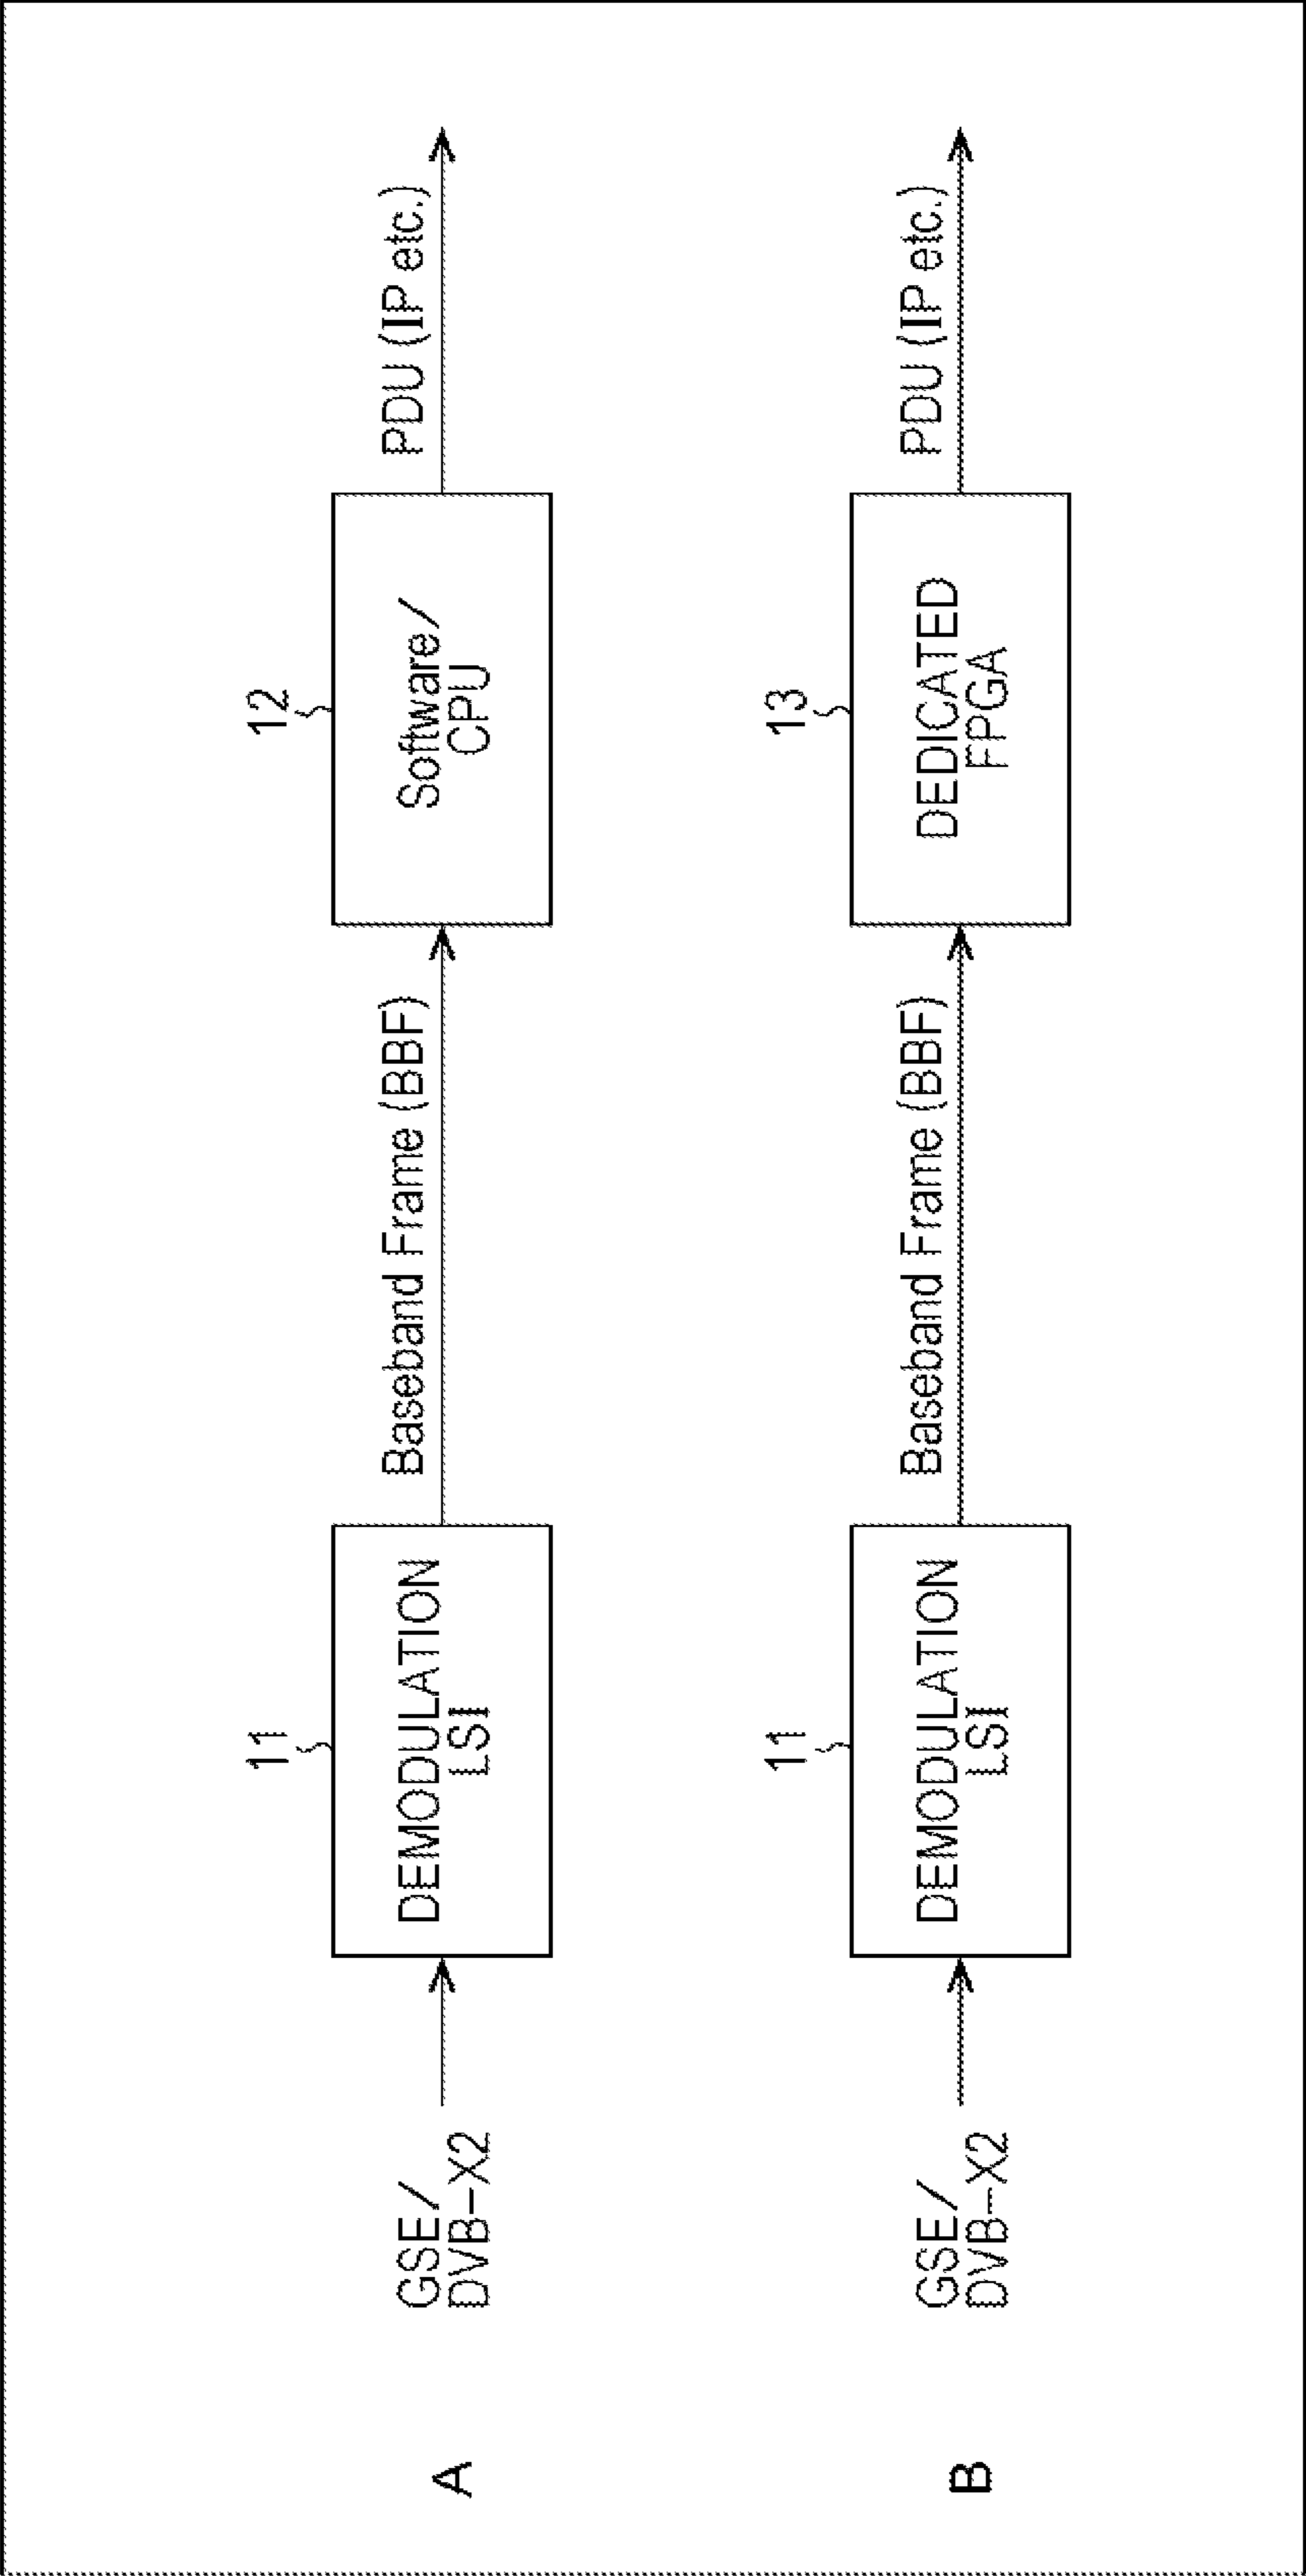 A
GSE/
DVB-X2
11
DEMODULATION
LSI
Baseband Frame (BBF)
12
Software/
CPU
PDU (IP etc.)
B
GSE/
DVB-X2
11
DEMODULATION
LSI
Baseband Frame (BBF)
13
DEDICATED
FPGA
PDU (IP etc.)